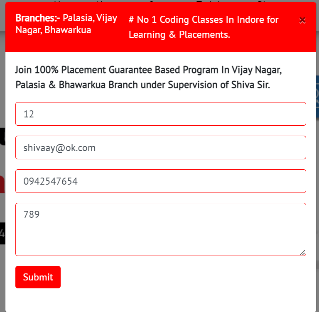 Branches:- Palasia, Vijay
Nagar, Bhawarkua
# No 1 Coding Classes In Indore for
Learning & Placements.
×
Join 100% Placement Guarantee Based Program In Vijay Nagar,
Palasia & Bhawarkua Branch under Supervision of Shiva Sir.
12
shivaay@ok.com
0942547654
789
Submit